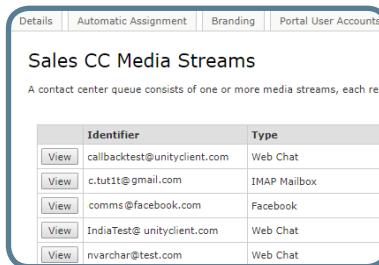 Details Automatic Assignment Branding Portal User Accounts
Sales CC Media Streams
A contact center queue consists of one or more media streams, each re
Identifier Type
View callbacktest@unityclient.com Web Chat
View c.tut1t@gmail.com IMAP Mailbox
View comms@facebook.com Facebook
View IndiaTest@ unityclient.com Web Chat
View nvarchar@test.com Web Chat